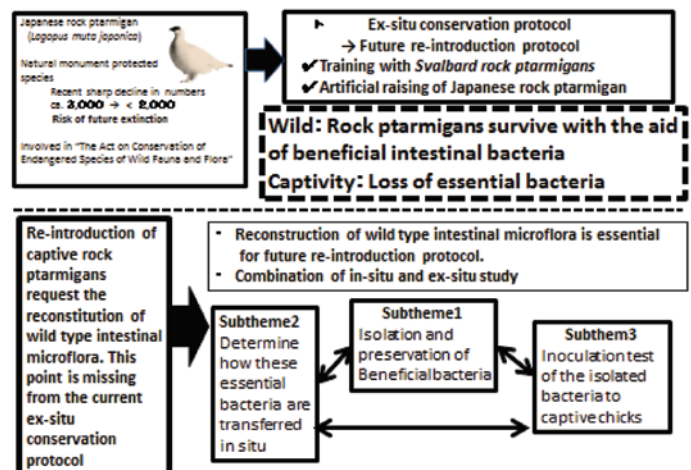 Japanese rock ptarmigan
(Lagopus muta japonica)
Natural monument protected
species
Recent sharp decline in numbers
ca. 3,000 → < 2,000
Risk of future extinction
Involved in "The Act on Conservation of
Endangered Species of Wild Fauna and Flora"
Ex-situ conservation protocol
→ Future re-introduction protocol
✔Training with Svalbard rock ptarmigans
✔Artificial raising of Japanese rock ptarmigan
Wild: Rock ptarmigans survive with the aid
of beneficial intestinal bacteria
Captivity: Loss of essential bacteria
Re-introduction of
captive rock
ptarmigans
request the
reconstitution of
wild type intestinal
microflora. This
point is missing
from the current
ex-situ
conservation
protocol
- Reconstruction of wild type intestinal microflora is essential
for future re-introduction protocol.
- Combination of in-situ and ex-situ study
Subtheme2
Determine
how these
essential
bacteria are
transferred
in situ
Subtheme1
Isolation and
preservation of
Beneficialbacteria
Subthem3
Inoculation test
of the isolated
bacteria to
captive chicks